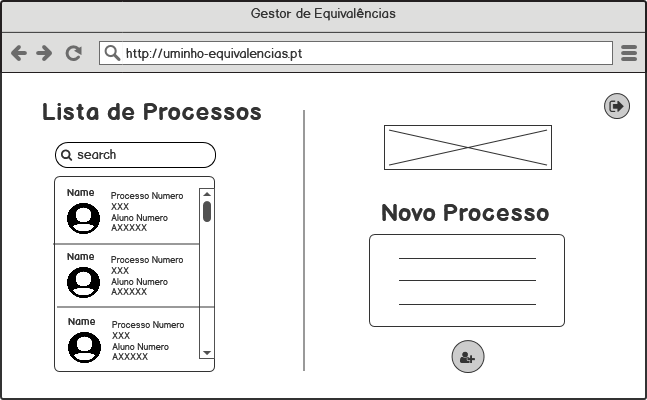 Gestor de Equivalências
http://uminho-equivalencias.pt
Lista de Processos
search
Name
Processo Numero
XXX
Aluno Numero
AXXXXX
Name
Processo Numero
XXX
Aluno Numero
AXXXXX
Name
Processo Numero
XXX
Aluno Numero
AXXXXX
Novo Processo